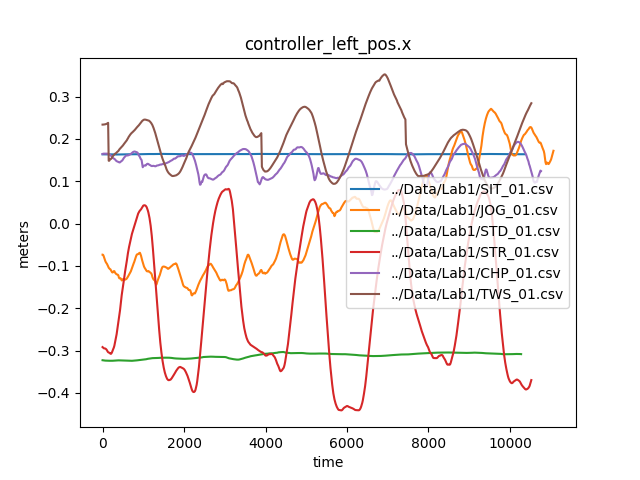 controller_left_pos.x
meters
0.3
0.2
0.1
0.0
−0.1
−0.2
−0.3
−0.4
../Data/Lab1/SIT_01.csv
../Data/Lab1/JOG_01.csv
../Data/Lab1/STD_01.csv
../Data/Lab1/STR_01.csv
../Data/Lab1/CHP_01.csv
../Data/Lab1/TWS_01.csv
0 2000 4000 6000 8000 10000
time